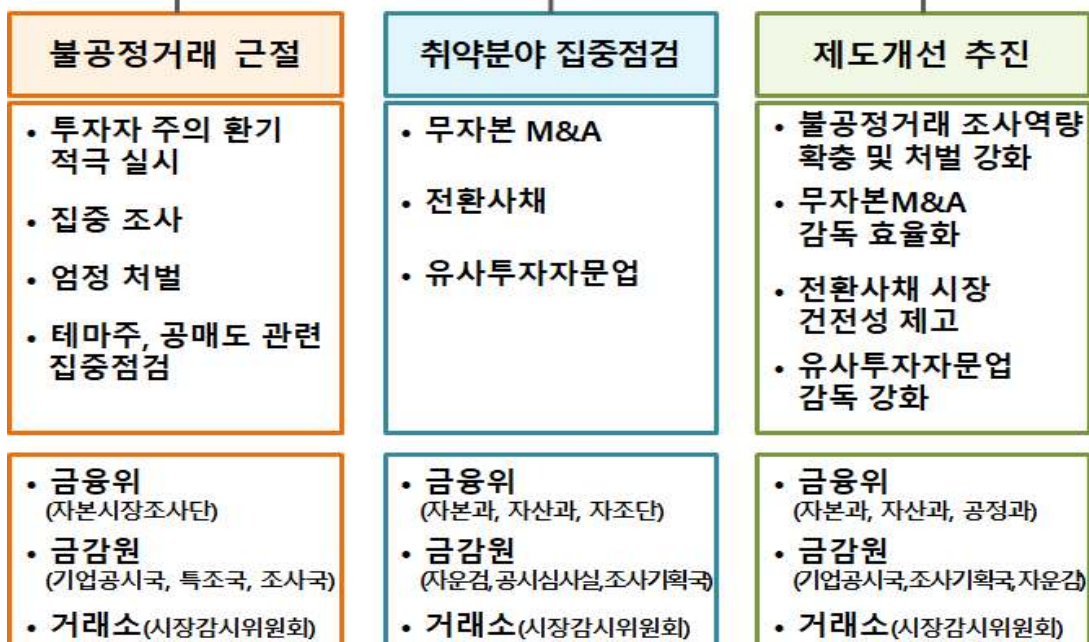 불공정거래 근절
• 투자자 주의 환기
적극 실시
• 집중 조사
• 엄정 처벌
• 테마주, 공매도 관련
집중점검
• 금융위
(자본시장조사단)
• 금감원
(기업공시국, 특조국, 조사국)
• 거래소(시장감시위원회)
취약분야 집중점검
• 무자본 M&A
• 전환사채
• 유사투자자문업
• 금융위
(자본과, 자산과, 자조단)
• 금감원
(자운검,공시심사실,조사기획국)
• 거래소(시장감시위원회)
제도개선 추진
• 불공정거래 조사역량
확충 및 처벌 강화
• 무자본M&A
감독 효율화
• 전환사채 시장
건전성 제고
• 유사투자자문업
감독 강화
• 금융위
(자본과, 자산과, 공정과)
• 금감원
(기업공시국,조사기획국,자운감)
• 거래소(시장감시위원회)